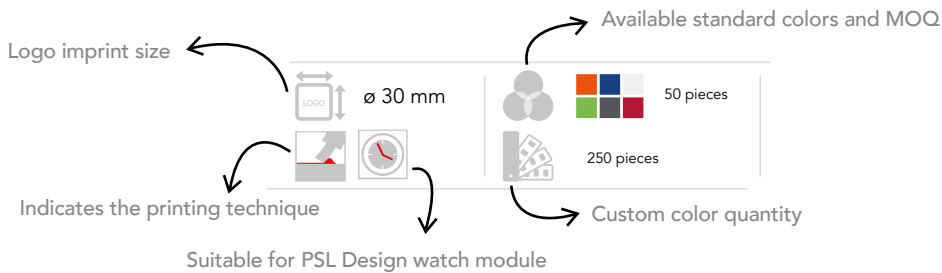 Available standard colors and MOQ
Logo imprint size
LOGO
ø 30 mm
50 pieces
250 pieces
Indicates the printing technique
Custom color quantity
Suitable for PSL Design watch module